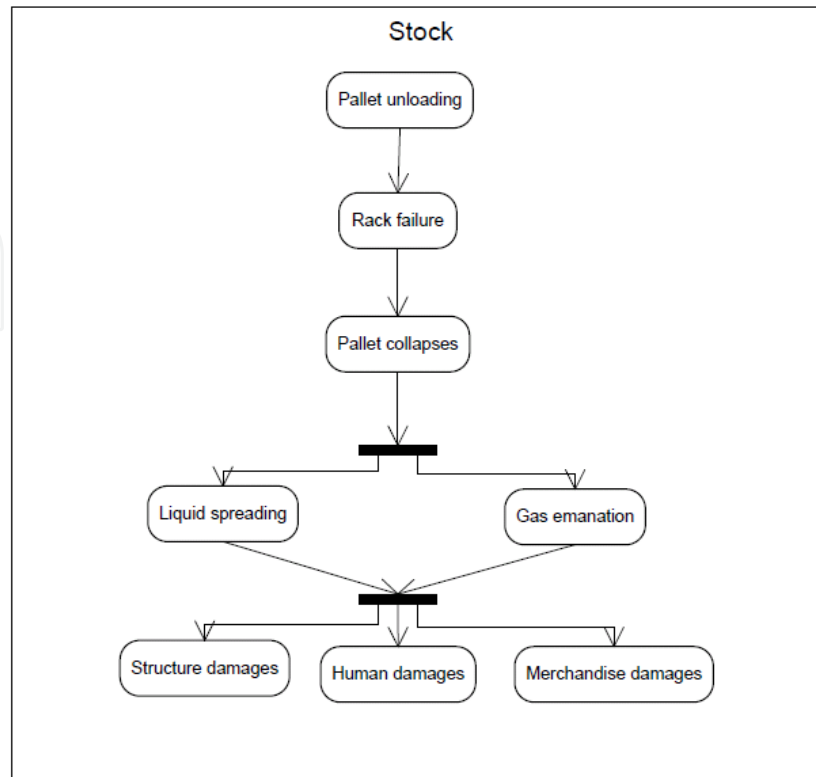 Stock
Pallet unloading
Rack failure
Pallet collapses
Liquid spreading
Gas emanation
Structure damages
Human damages
Merchandise damages